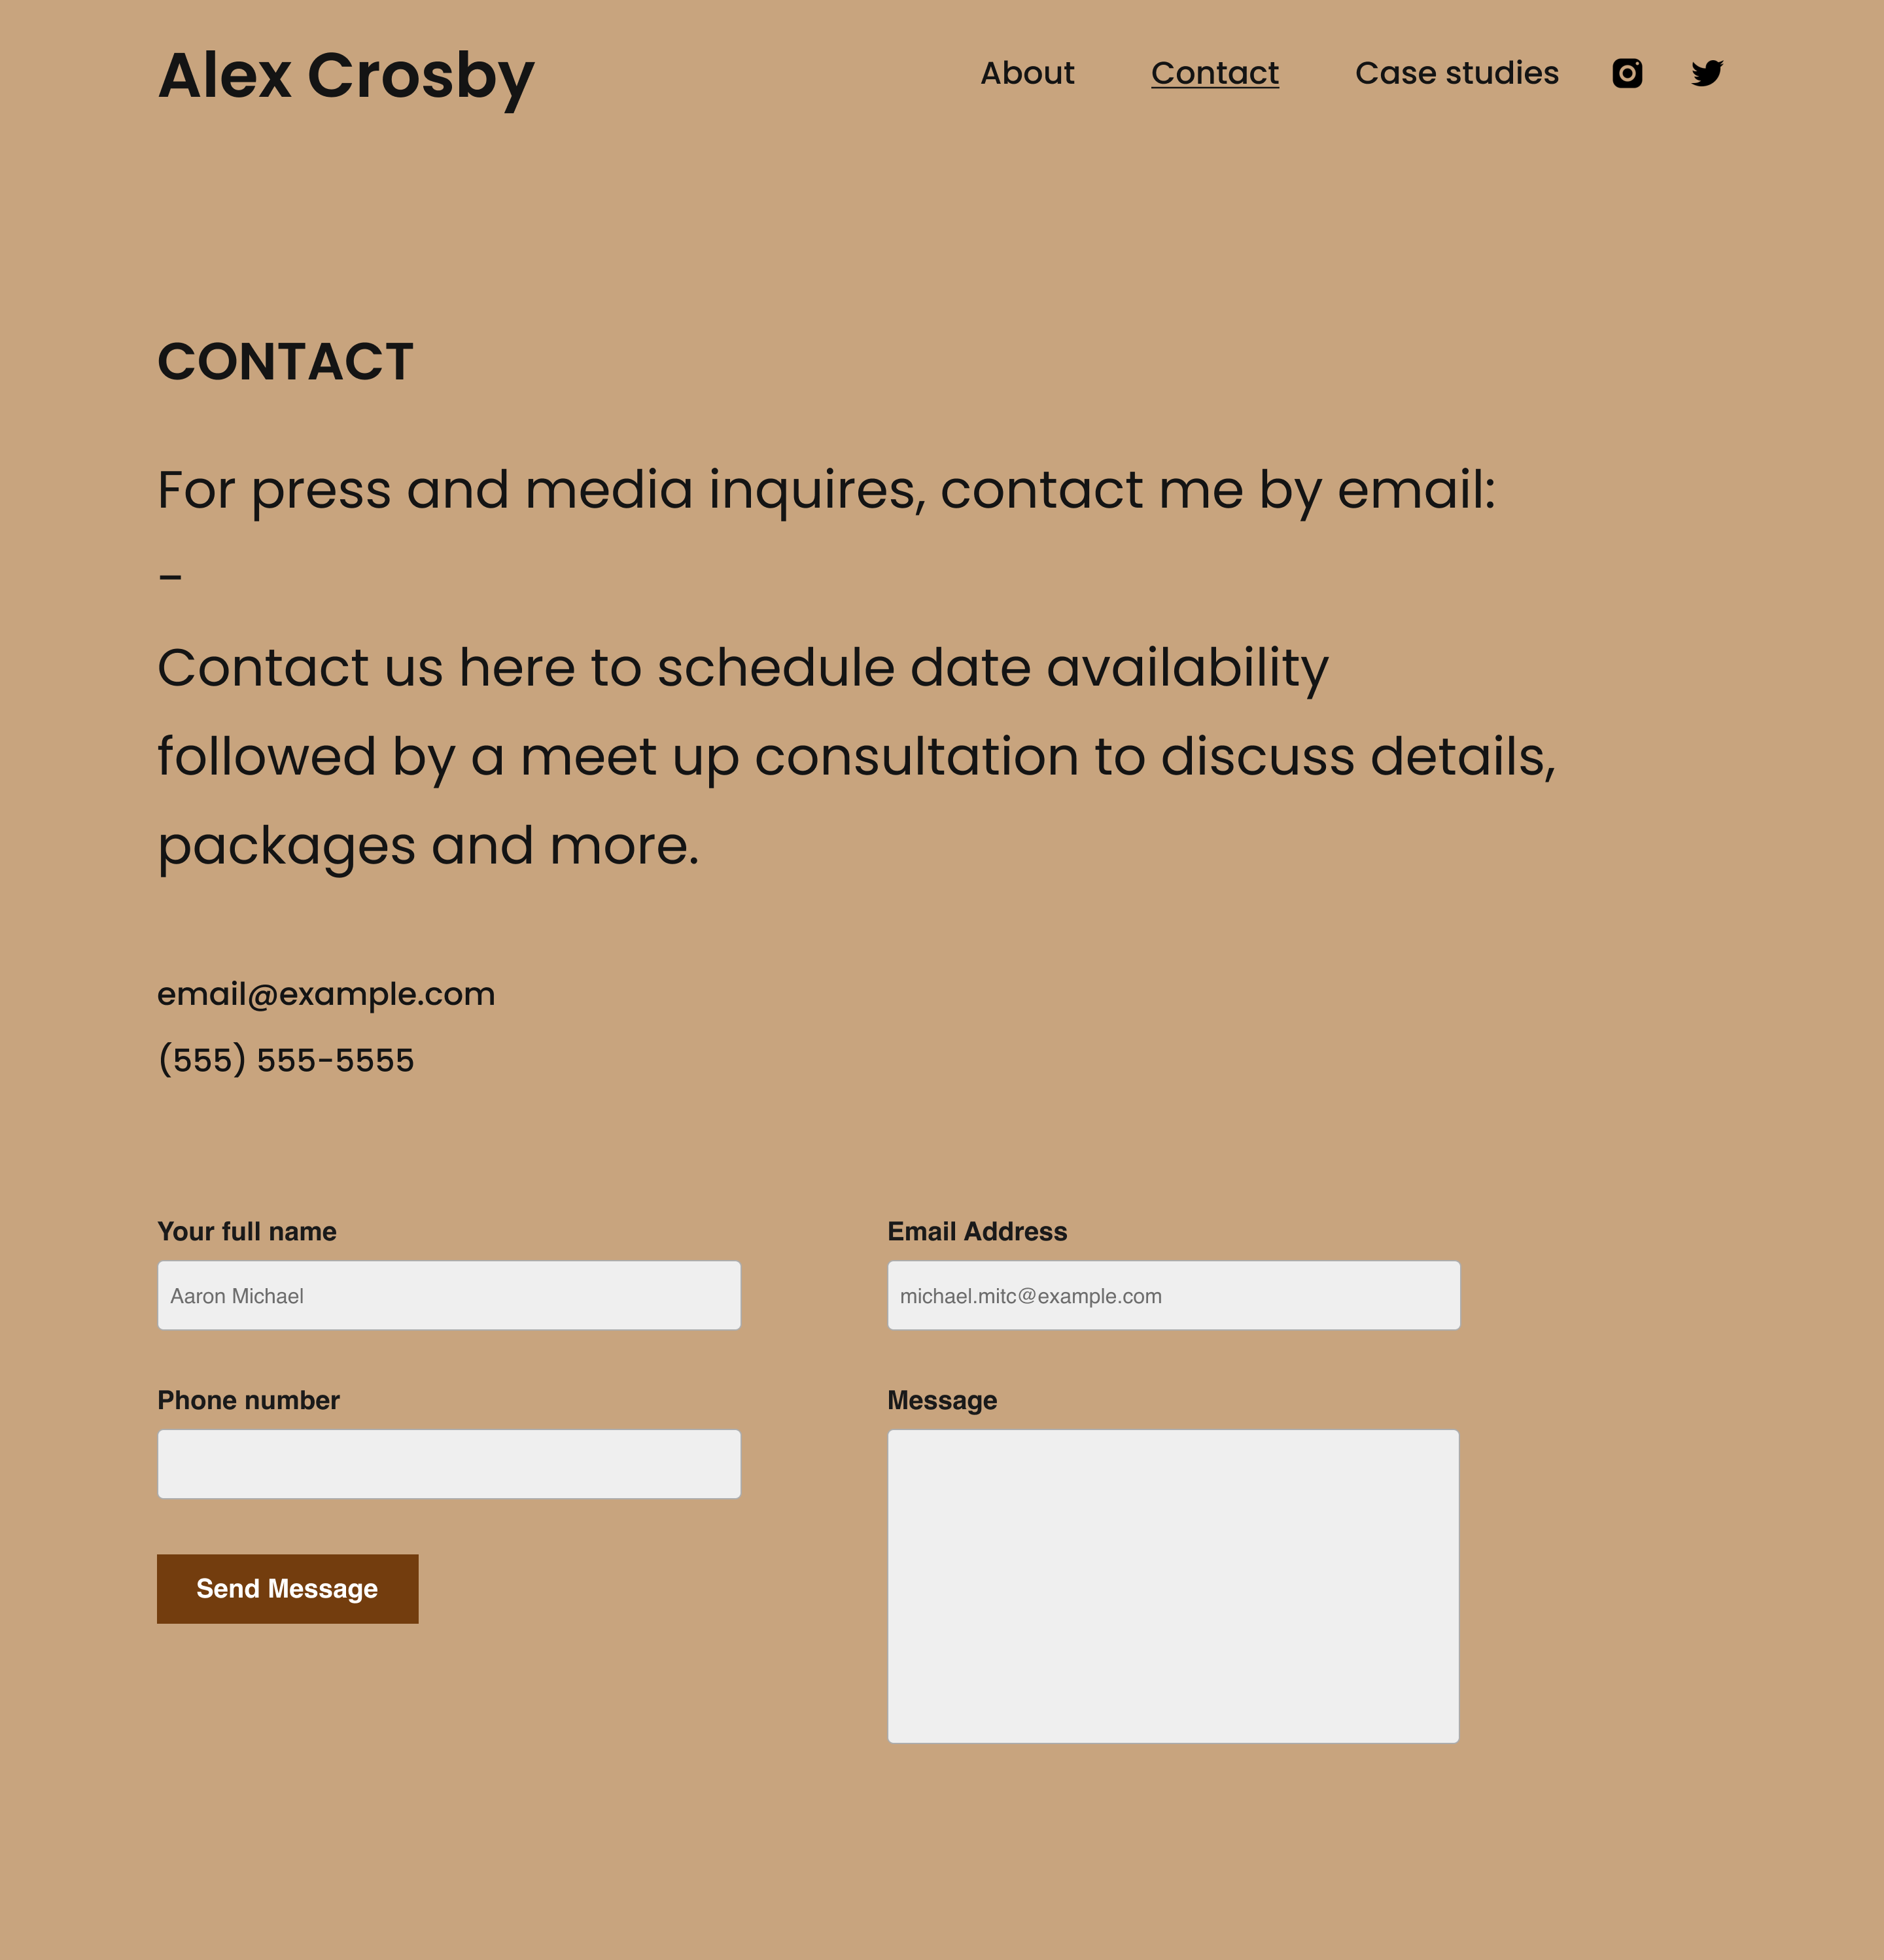 Alex Crosby
About
Contact
Case studies
CONTACT
For press and media inquires, contact me by email:
-
Contact us here to schedule date availability
followed by a meet up consultation to discuss details,
packages and more.
email@example.com
(555) 555-5555
Your full name
Email Address
Aaron Michael
michael.mitc@example.com
Phone number
Message
Send Message